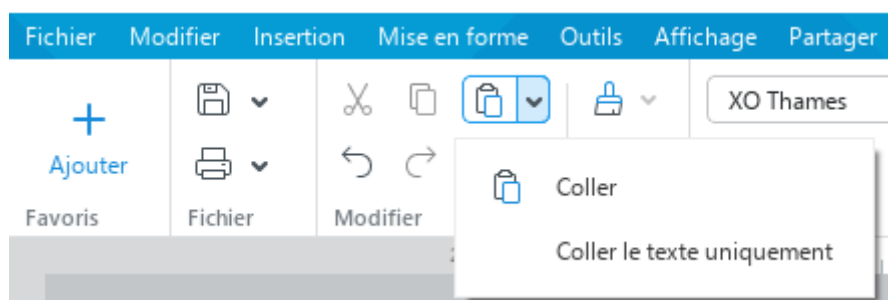 Fichier Modifier Insertion Mise en forme Outils Affichage Partager
XO Thames
Ajouter
Coller
Favoris Fichier Modifier
Coller le texte uniquement